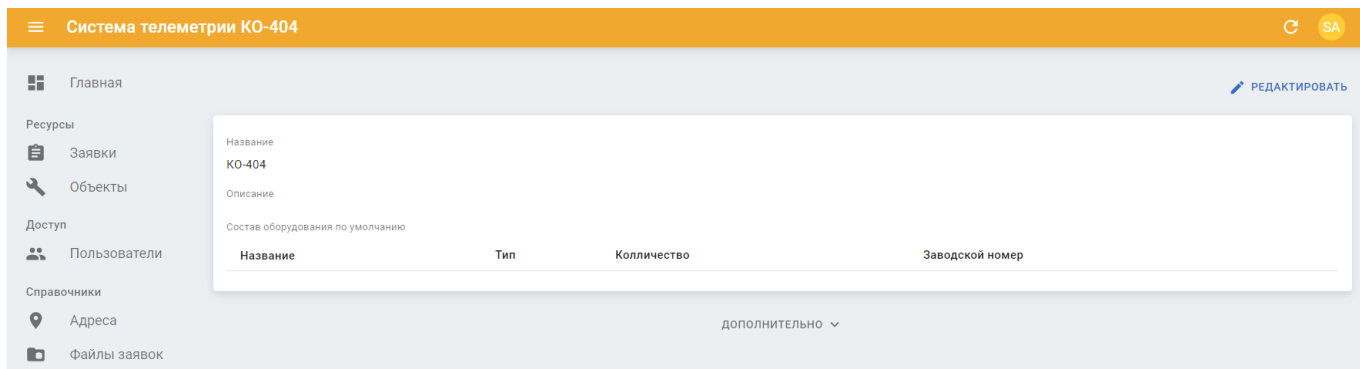 Система телеметрии КО-404
SA
Главная
РЕДАКТИРОВАТЬ
Ресурсы
Заявки
Объекты
Доступ
Пользователи
Справочники
Адреса
Файлы заявок
Название
КО-404
Описание
Состав оборудования по умолчанию
Название Тип Колличество Заводской номер
ДОПОЛНИТЕЛЬНО